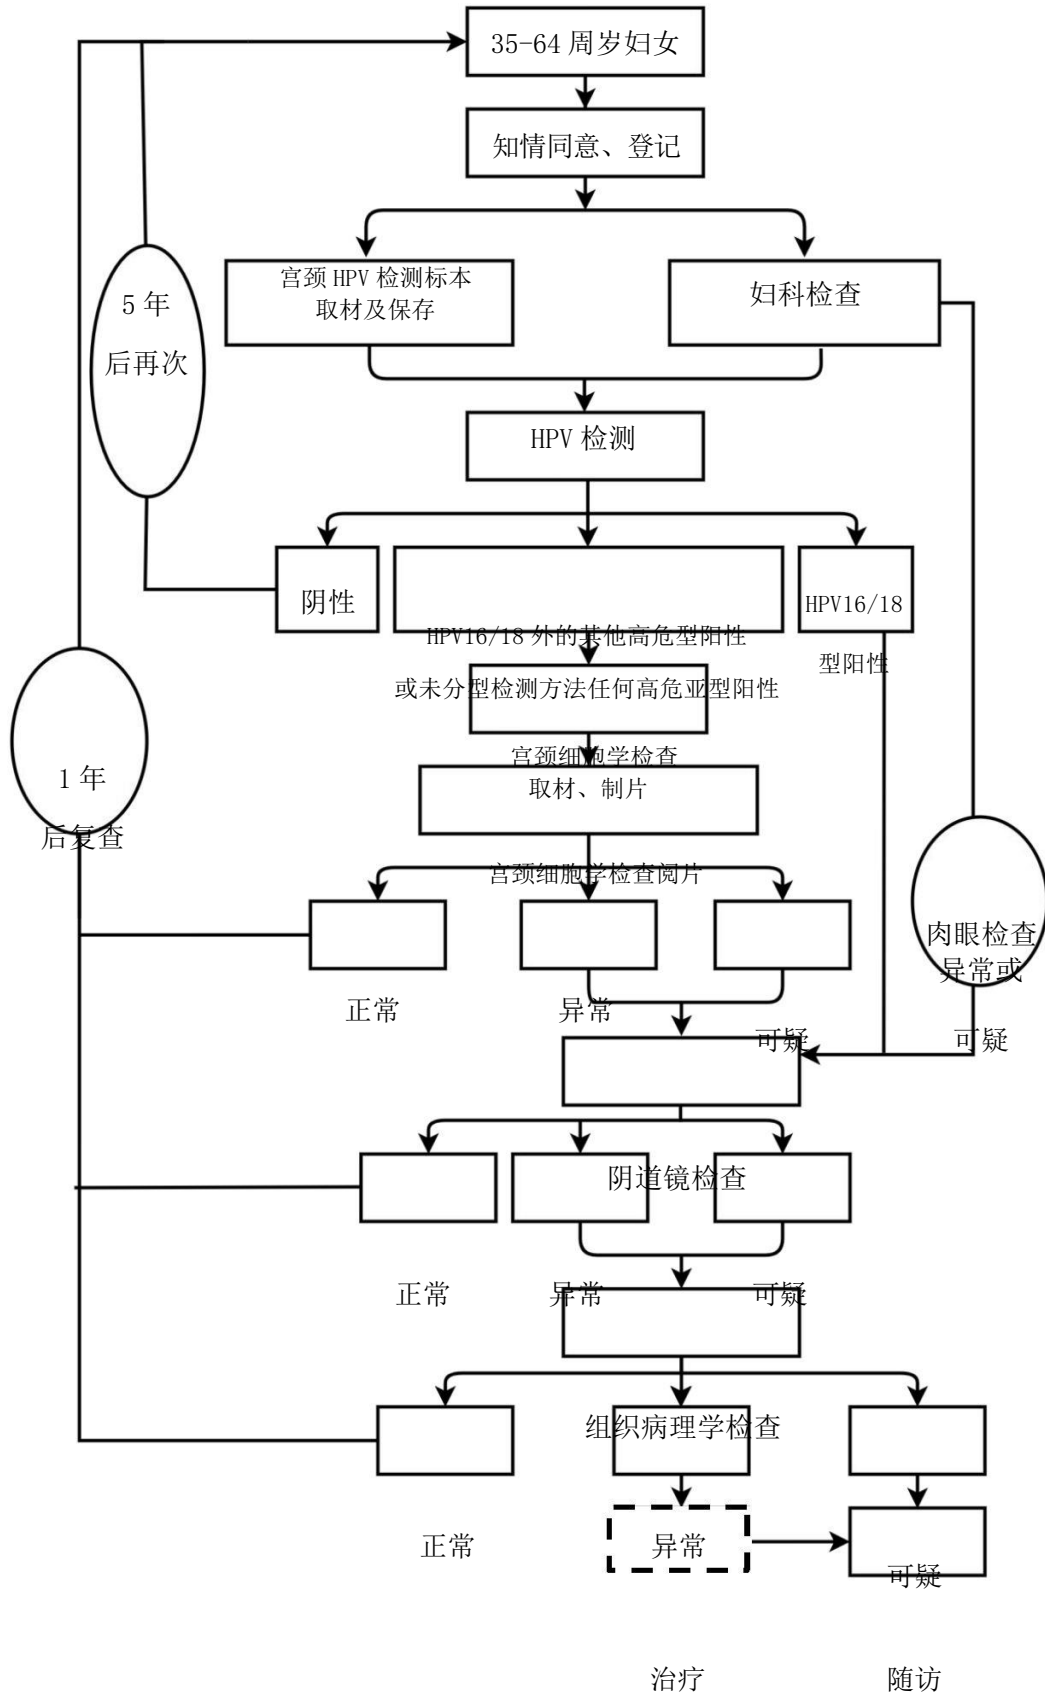 35-64 周岁妇女
知情同意、登记
宫颈 HPV 检测标本
取材及保存
妇科检查
5 年
后再次
HPV 检测
阴性
HPV16/18 外的其他高危型阳性
或未分型检测方法任何高危亚型阳性
HPV16/18
型阳性
宫颈细胞学检查
取材、制片
1 年
后复查
宫颈细胞学检查阅片
肉眼检查
异常或
可疑
正常
异常
可疑
阴道镜检查
正常
异常
可疑
组织病理学检查
正常
异常
可疑
治疗
随访